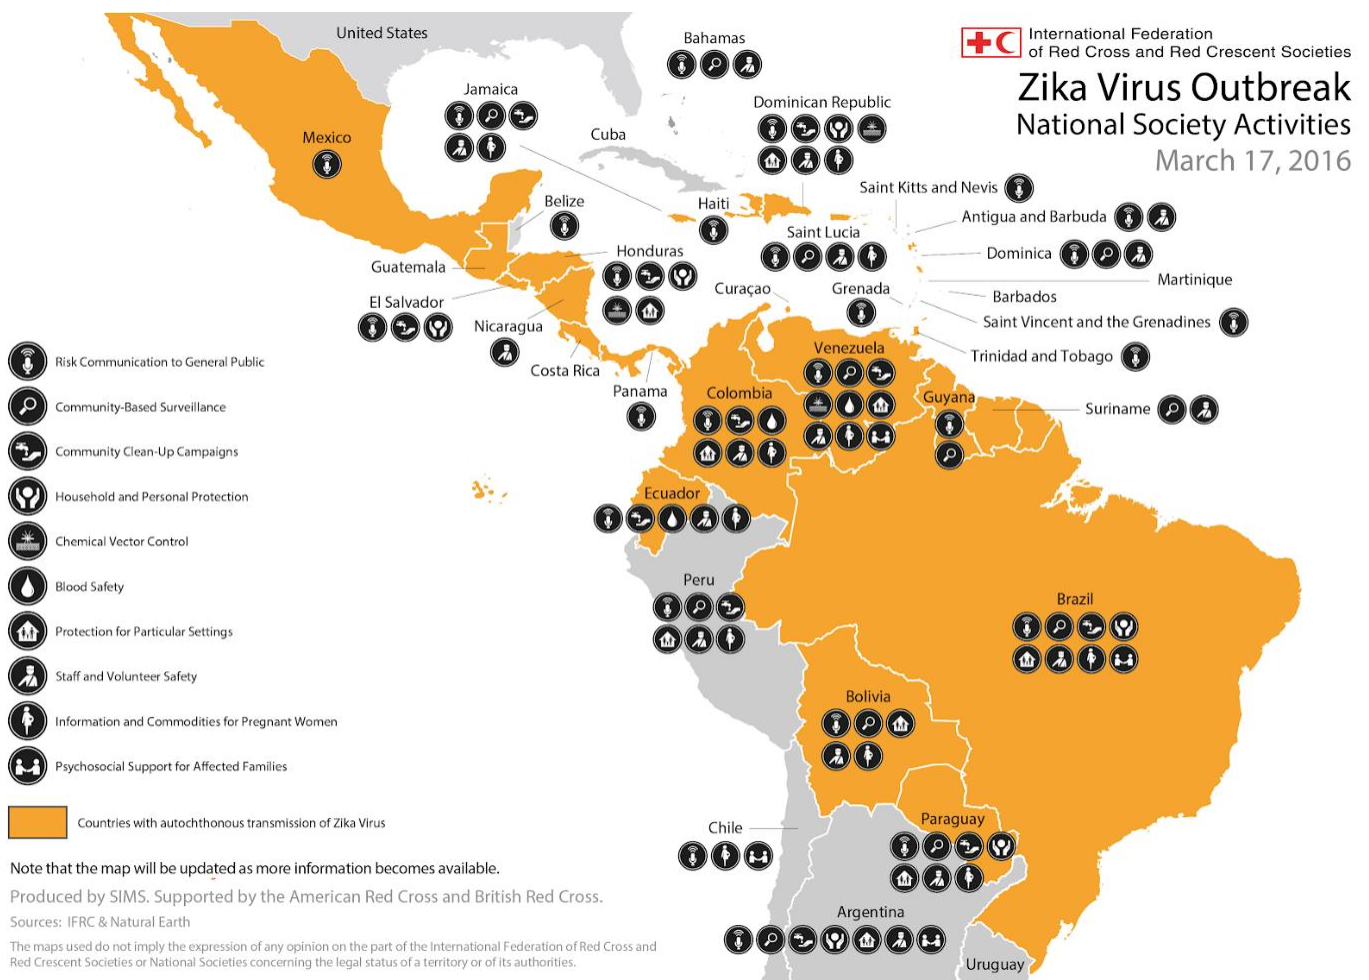 International Federation
of Red Cross and Red Crescent Societies
Zika Virus Outbreak
National Society Activities
March 17, 2016
United States
Bahamas
Jamaica
Dominican Republic
Cuba
Mexico
Saint Kitts and Nevis
Belize
Haiti
Antigua and Barbuda
Saint Lucia
Honduras
Dominica
Guatemala
Martinique
Curaçao
Grenada
Barbados
El Salvador
Saint Vincent and the Grenadines
Nicaragua
Venezuela
Trinidad and Tobago
Costa Rica
Panama
Colombia
Guyana
Suriname
Ecuador
Peru
Brazil
Bolivia
Paraguay
Chile
Argentina
Uruguay
Risk Communication to General Public
Community-Based Surveillance
Community Clean-Up Campaigns
Household and Personal Protection
Chemical Vector Control
Blood Safety
Protection for Particular Settings
Staff and Volunteer Safety
Information and Commodities for Pregnant Women
Psychosocial Support for Affected Families
Countries with autochthonous transmission of Zika Virus
Note that the map will be updated as more information becomes available.
Produced by SIMS. Supported by the American Red Cross and British Red Cross.
Sources: IFRC & Natural Earth
The maps used do not imply the expression of any opinion on the part of the International Federation of Red Cross and
Red Crescent Societies or National Societies concerning the legal status of a territory or of its authorities.